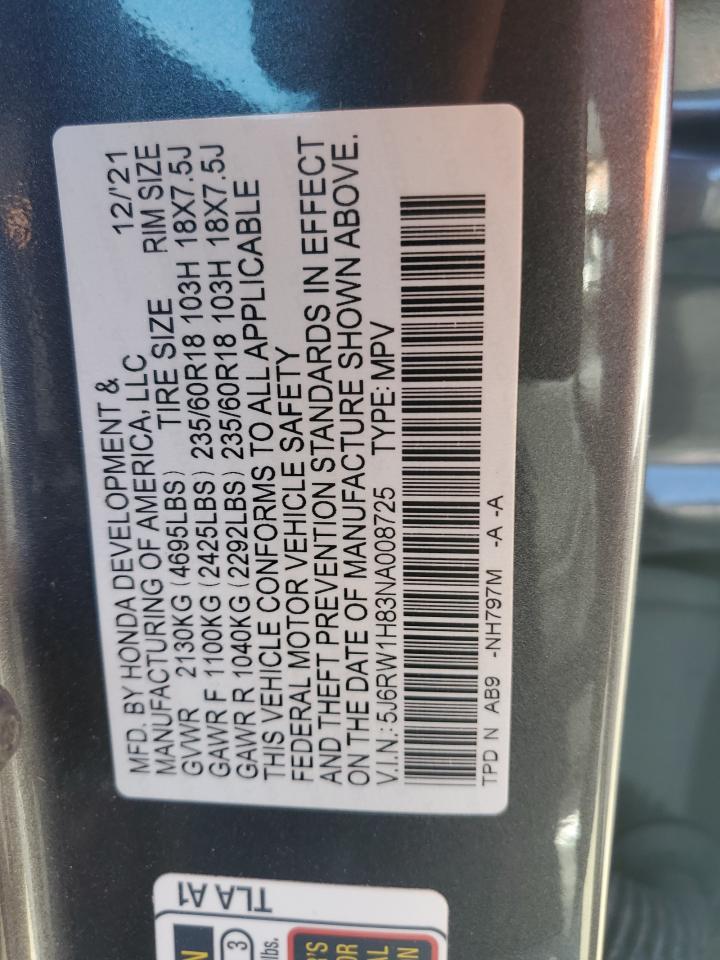 MFD. BY HONDA DEVELOPMENT &
MANUFACTURING OF AMERICA, LLC 12/'21
GVWR 2130KG (4695LBS) TIRE SIZE RIM SIZE
GAWR F 1100KG (2425LBS) 235/60R18 103H 18X7.5J
GAWR R 1040KG (2292LBS) 235/60R18 103H 18X7.5J
THIS VEHICLE CONFORMS TO ALL APPLICABLE
FEDERAL MOTOR VEHICLE SAFETY
AND THEFT PREVENTION STANDARDS IN EFFECT
ON THE DATE OF MANUFACTURE SHOWN ABOVE.
V.I.N.: 5J6RW1H83NA008725 TYPE: MPV
TPD N AB9 -NH797M -A -A
TLA A1
3
lbs.